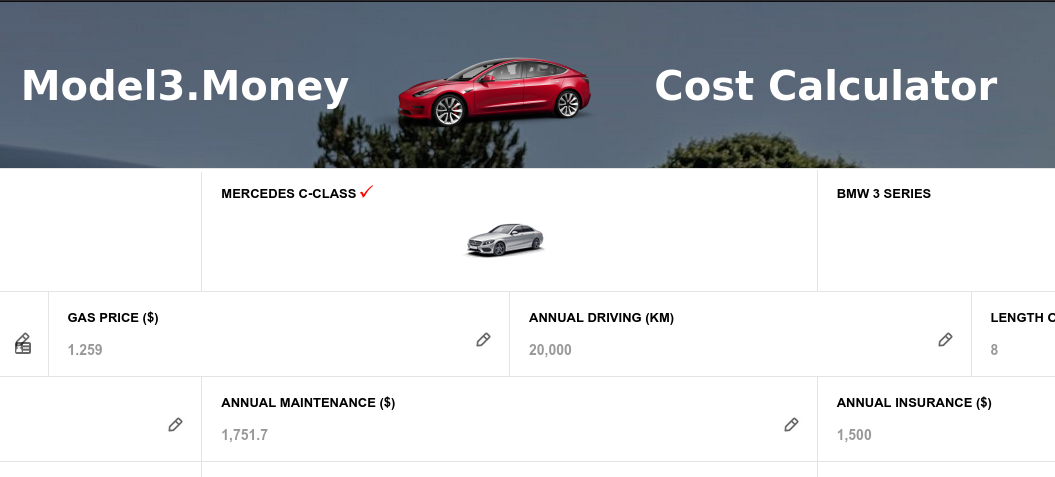 Model3.Money Cost Calculator
MERCEDES C-CLASS
BMW 3 SERIES
GAS PRICE ($)
1.259
ANNUAL DRIVING (KM)
20,000
LENGTH
8
ANNUAL MAINTENANCE ($)
1,751.7
ANNUAL INSURANCE ($)
1,500